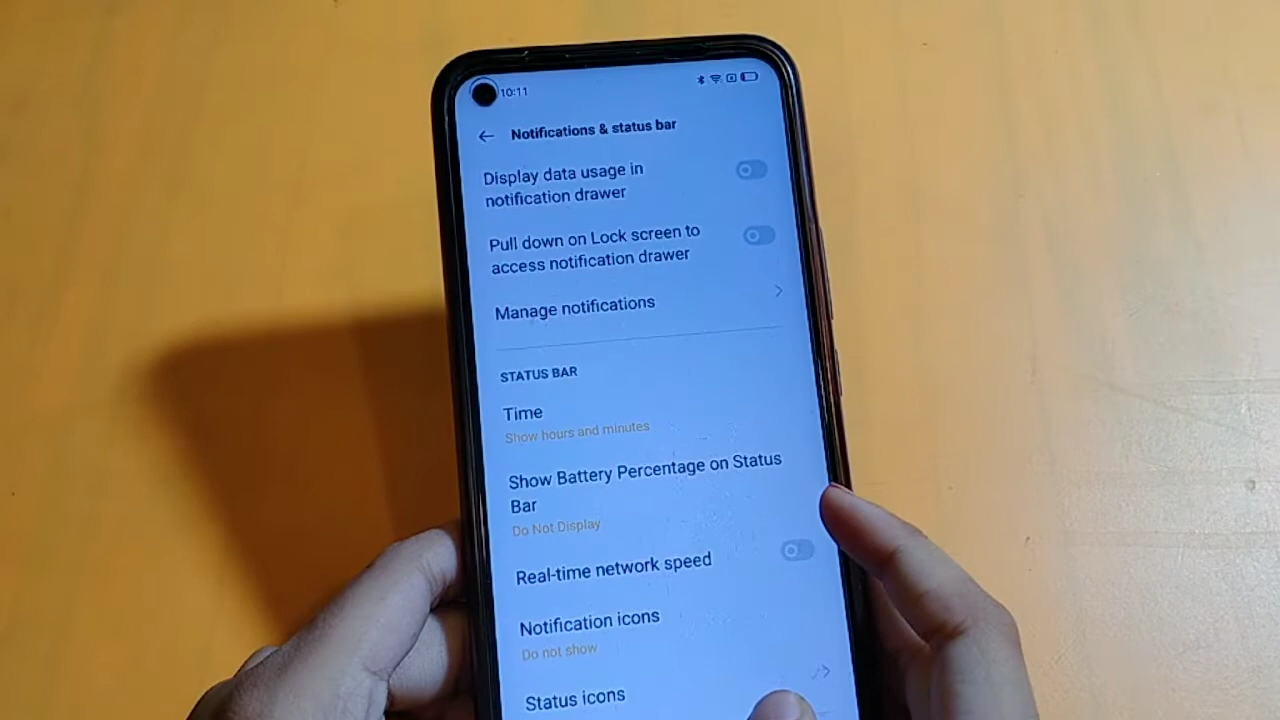 10:11
Notifications & status bar
Display data usage in
notification drawer
Pull down on Lock screen to
access notification drawer
Manage notifications
STATUS BAR
Time
Show hours and minutes
Show Battery Percentage on Status
Bar
Do Not Display
Real-time network speed
Notification icons
Do not show
Status icons